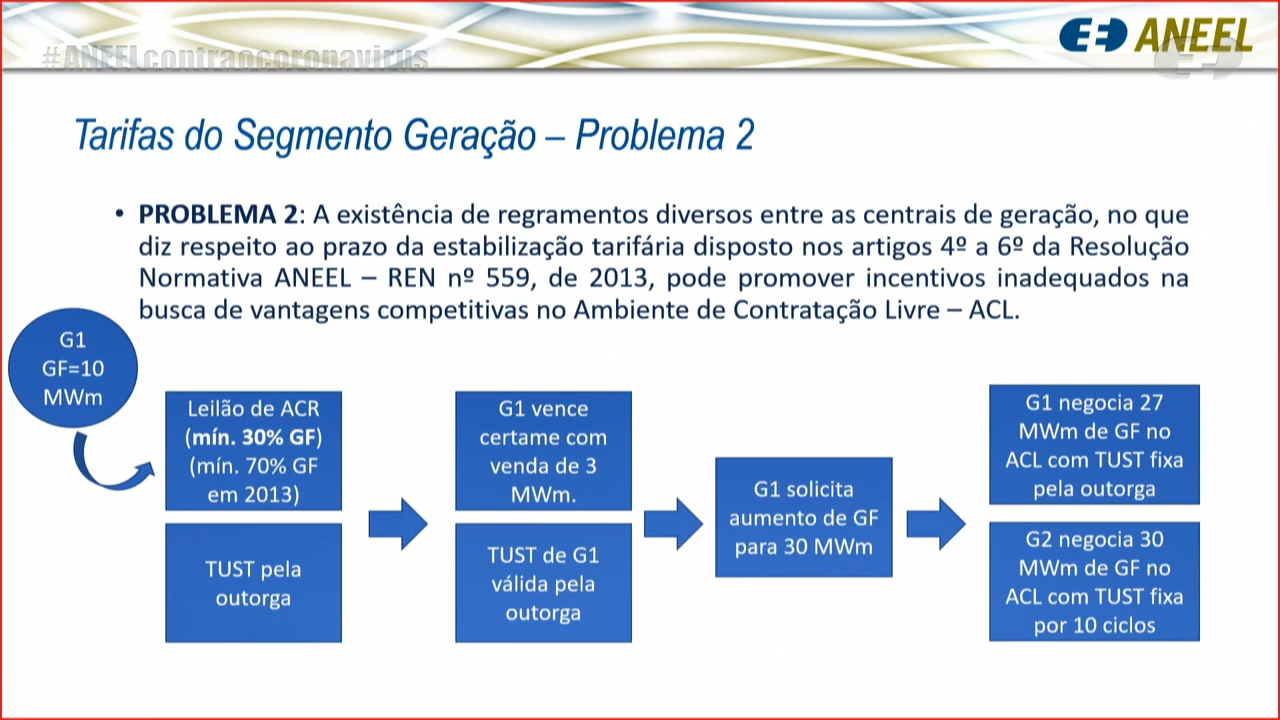 #ANEELcontraocoronavirus
ANEEL
Tarifas do Segmento Geração – Problema 2
• PROBLEMA 2: A existência de regramentos diversos entre as centrais de geração, no que
diz respeito ao prazo da estabilização tarifária disposto nos artigos 4º a 6º da Resolução
Normativa ANEEL – REN nº 559, de 2013, pode promover incentivos inadequados na
busca de vantagens competitivas no Ambiente de Contratação Livre – ACL.
G1
GF=10
MWm
Leilão de ACR
(mín. 30% GF)
(mín. 70% GF
em 2013)
TUST pela
outorga
G1 vence
certame com
venda de 3
MWm.
TUST de G1
válida pela
outorga
G1 solicita
aumento de GF
para 30 MWm
G1 negocia 27
MWm de GF no
ACL com TUST fixa
pela outorga
G2 negocia 30
MWm de GF no
ACL com TUST fixa
por 10 ciclos